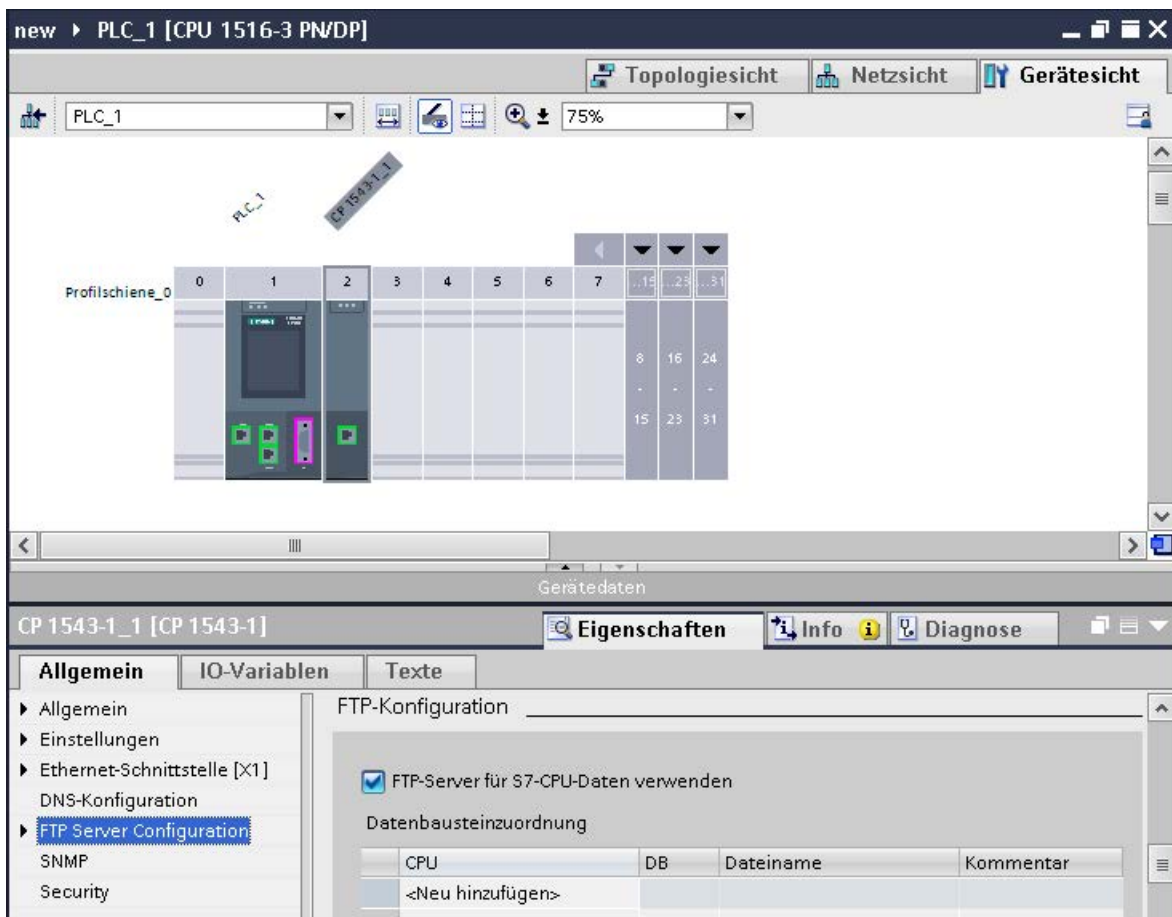 new ▸ PLC_1 [CPU 1516-3 PN/DP]
Topologiesicht Netzsicht Gerätesicht
PLC_1 75%
PLC_1 CP 1543-1_1
Profilschiene_0 0 1 2 3 4 5 6 7 ...15 ...23 ...31
8 16 24
- - -
15 23 31
Gerätedaten
CP 1543-1_1 [CP 1543-1] Eigenschaften Info Diagnose
Allgemein IO-Variablen Texte
Allgemein
Einstellungen
Ethernet-Schnittstelle [X1]
DNS-Konfiguration
FTP Server Configuration
SNMP
Security
FTP-Konfiguration
FTP-Server für S7-CPU-Daten verwenden
Datenbausteinzuordnung
CPU DB Dateiname Kommentar
<Neu hinzufügen>